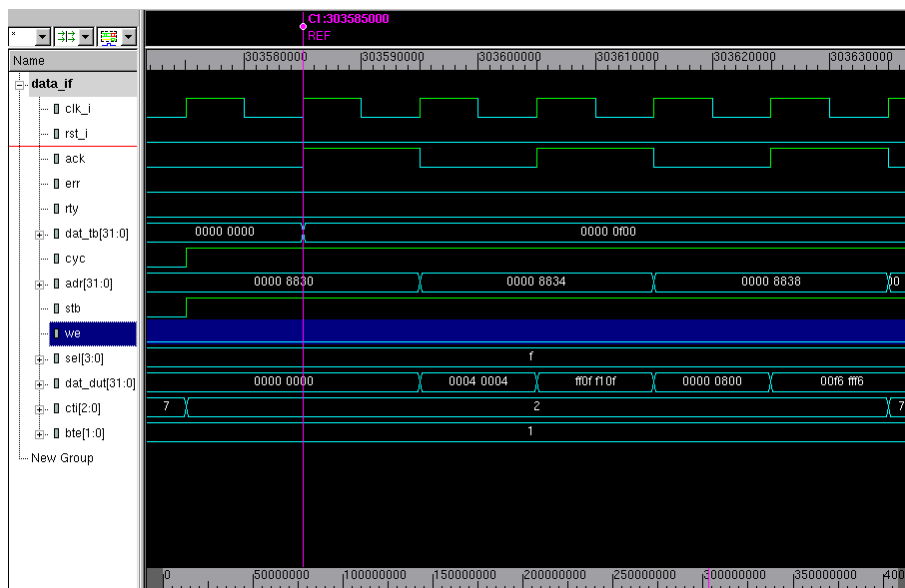 C1:303585000
REF
*
Name
303580000 303590000 303600000 303610000 303620000 303630000
data_if
clk_i
rst_i
ack
err
rty
dat_tb[31:0] 0000 0000 0000 0f00
cyc
adr[31:0] 0000 8830 0000 8834 0000 8838 00
stb
we
sel[3:0] f
dat_dut[31:0] 0000 0000 0004 0004 ff0f f10f 0000 0800 00f6 fff6
cti[2:0] 7 2 7
bte[1:0] 1
New Group
0 50000000 100000000 150000000 200000000 250000000 300000000 350000000 400